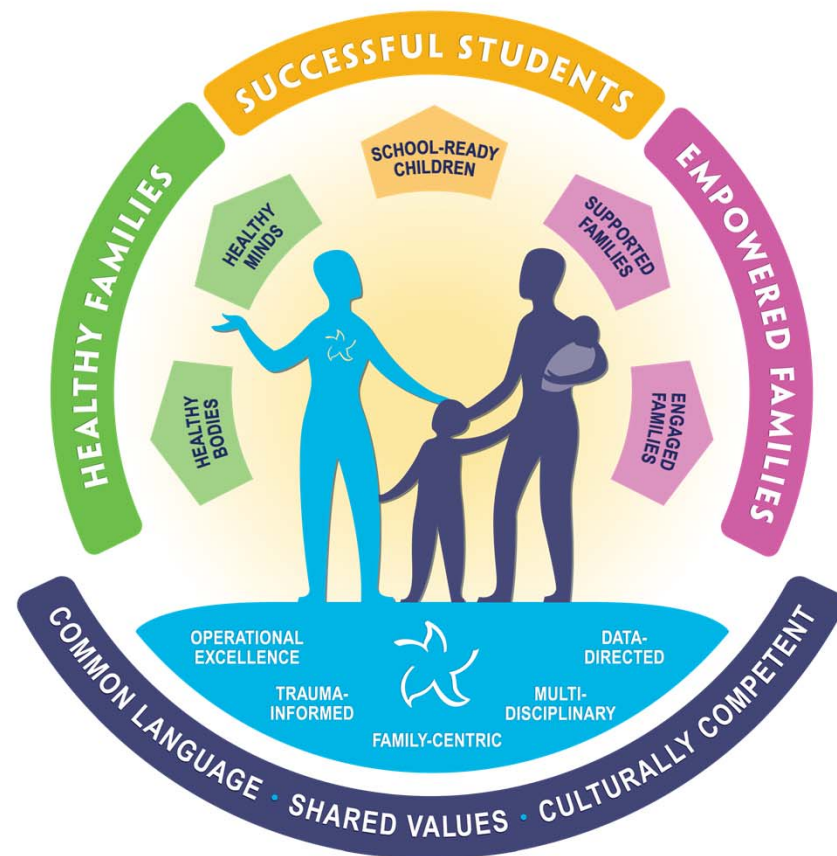 SUCCESSFUL STUDENTS
HEALTHY FAMILIES
EMPOWERED FAMILIES
SCHOOL-READY
CHILDREN
HEALTHY
MINDS
SUPPORTED
FAMILIES
HEALTHY
BODIES
ENGAGED
FAMILIES
OPERATIONAL
EXCELLENCE
DATA-
DIRECTED
TRAUMA-
INFORMED
MULTI-
DISCIPLINARY
FAMILY-CENTRIC
COMMON LANGUAGE • SHARED VALUES • CULTURALLY COMPETENT